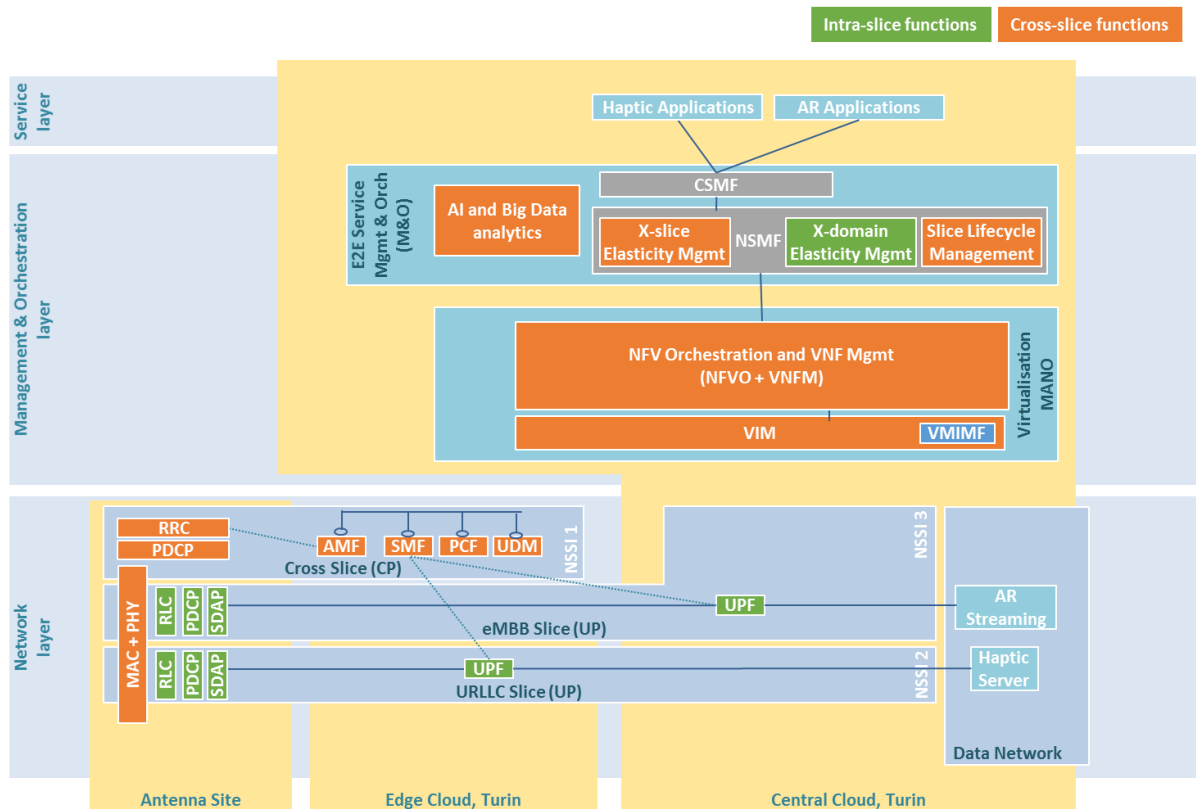 Intra-slice functions
Cross-slice functions
Service
layer
Haptic Applications
AR Applications
Management & Orchestration
layer
E2E Service
Mgmt & Orch
(M&O)
AI and Big Data
analytics
CSMF
X-slice
Elasticity Mgmt
NSMF
X-domain
Elasticity Mgmt
Slice Lifecycle
Management
NFV Orchestration and VNF Mgmt
(NFVO + VNFM)
VIM
VMIMF
Virtualisation
MANO
Network
layer
RRC
PDCP
AMF
SMF
PCF
UDM
Cross Slice (CP)
NSSI 1
NSSI 3
MAC + PHY
RLC
PDCP
SDAP
UPF
eMBB Slice (UP)
AR
Streaming
RLC
PDCP
SDAP
UPF
URLLC Slice (UP)
NSSI 2
Haptic
Server
Data Network
Antenna Site
Edge Cloud, Turin
Central Cloud, Turin